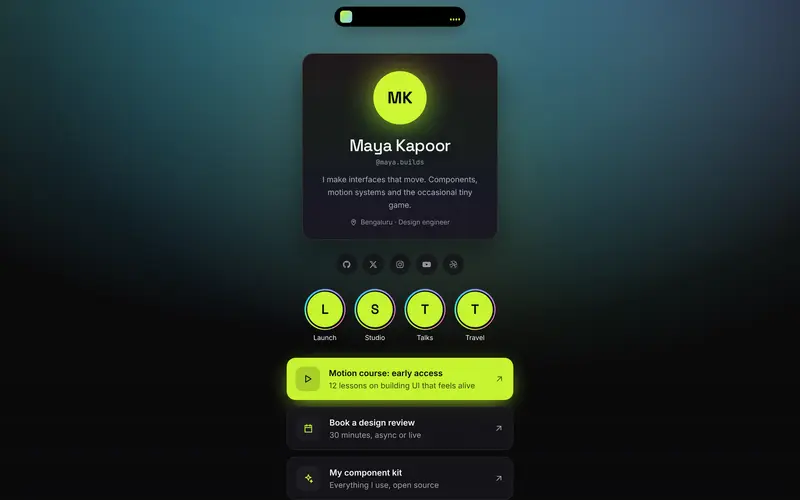 MK
Maya Kapoor
@maya.builds
I make interfaces that move. Components,
motion systems and the occasional tiny
game.
Bengaluru · Design engineer
L
S
T
T
Launch
Studio
Talks
Travel
Motion course: early access
12 lessons on building UI that feels alive
Book a design review
30 minutes, async or live
My component kit
Everything I use, open source